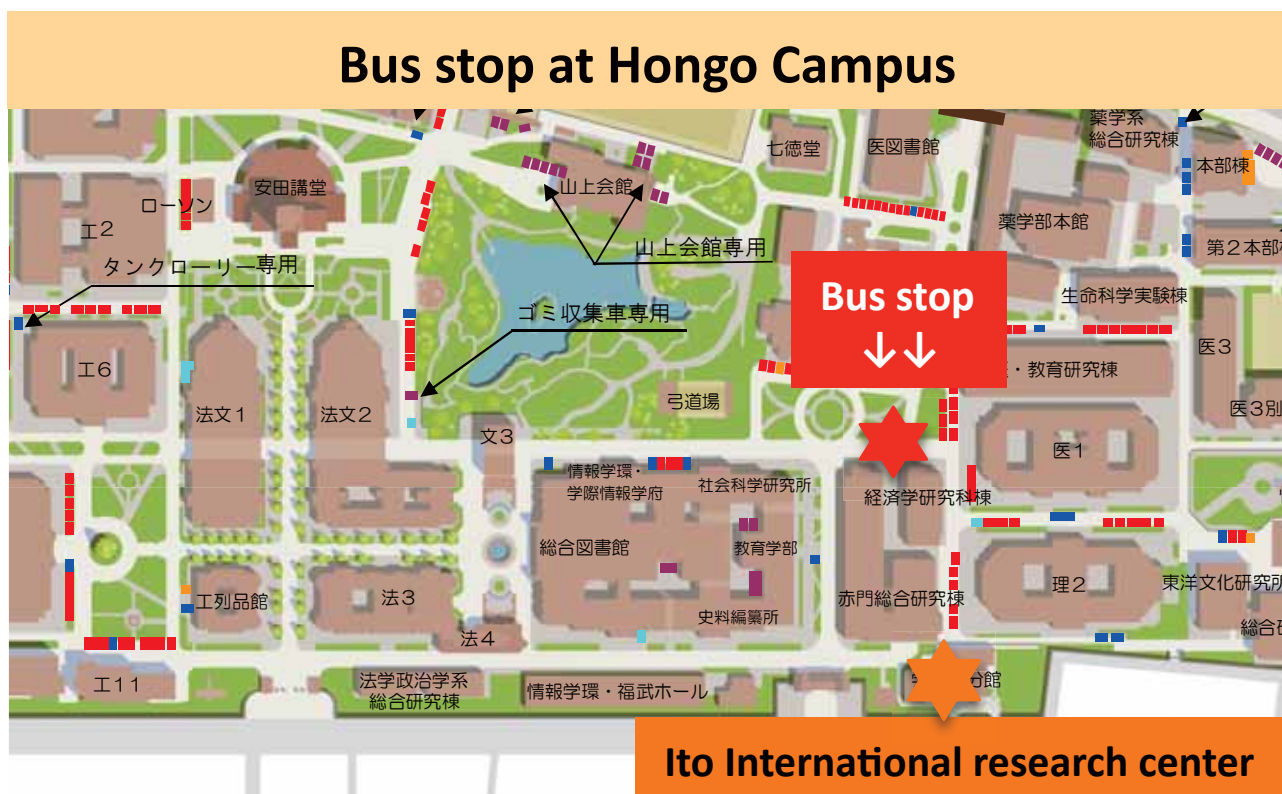 Bus stop at Hongo Campus
薬学系
総合研究棟
七徳堂
医図書館
本部棟
山上会館
安田講堂
ローソン
薬学部本館
工2
山上会館専用
第2本部棟
タンクローリー専用
生命科学実験棟
Bus stop
↓↓
ゴミ収集車専用
医3
工6
・教育研究棟
弓道場
医3別
法文1
法文2
文3
医1
情報学環・
学際情報学府
社会科学研究所
経済学研究科棟
総合図書館
教育学部
東洋文化研究所
理2
工列品館
法3
赤門総合研究棟
史料編纂所
総合研
法4
工11
法学政治学系
総合研究棟
情報学環・福武ホール
分館
Ito International research center